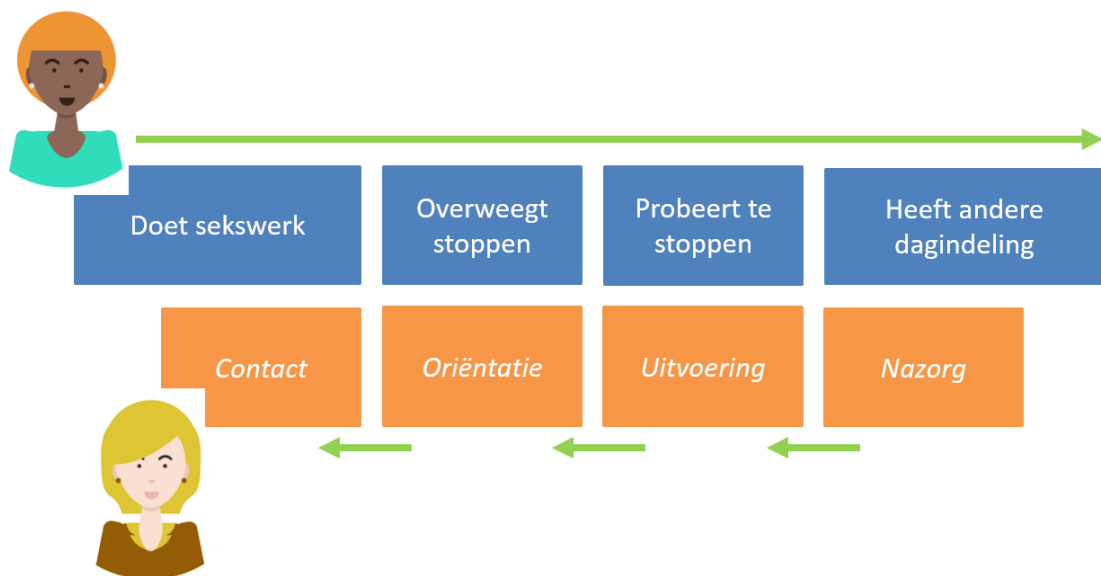 Doet sekswerk
Overweegt
stoppen
Probeert te
stoppen
Heeft andere
dagindeling
Contact
Oriëntatie
Uitvoering
Nazorg